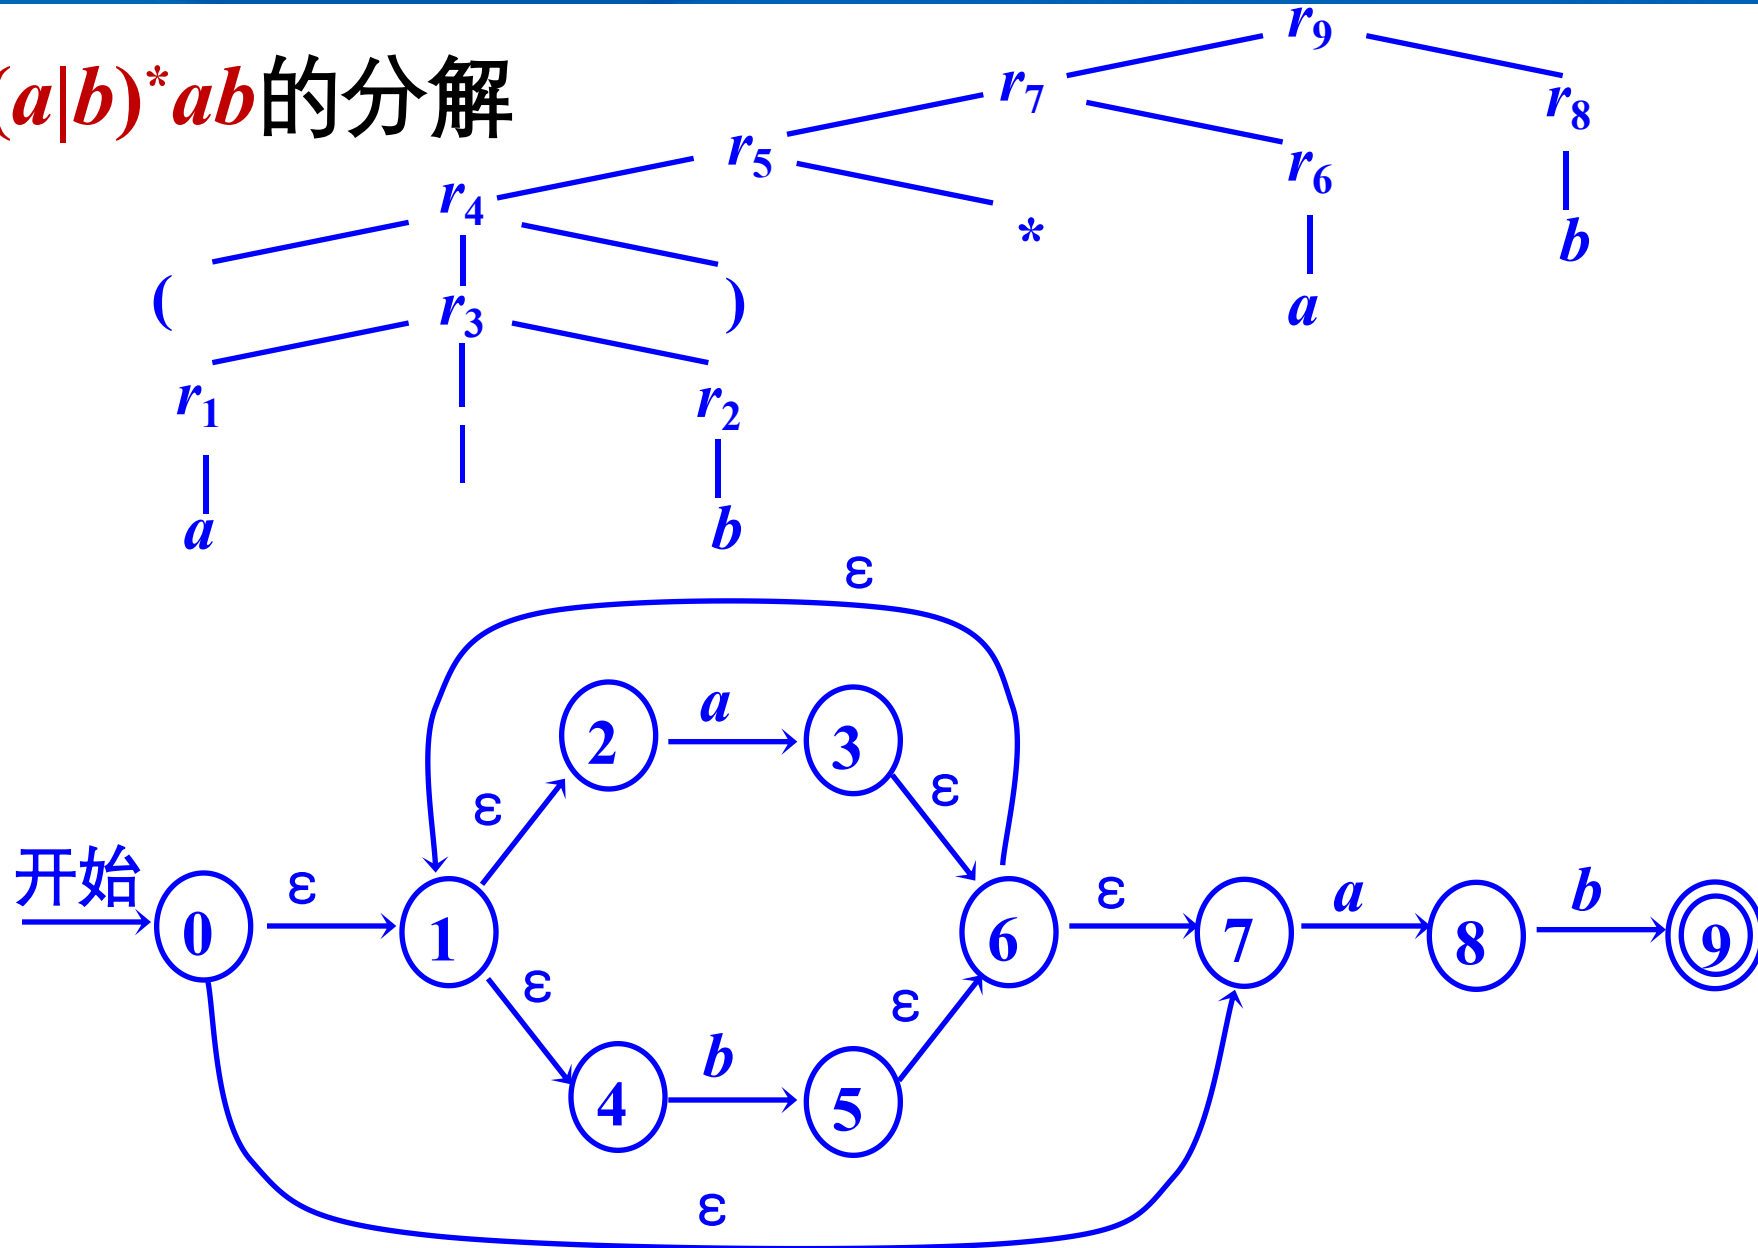 (a|b)*ab的分解
r9
r7 r8
r5 r6
r4 * b
( r3 ) a
r1 | r2
a b
ε
2 a 3
ε ε
开始 0 ε 1 6 ε 7 a 8 b 9
ε ε
4 b 5
ε